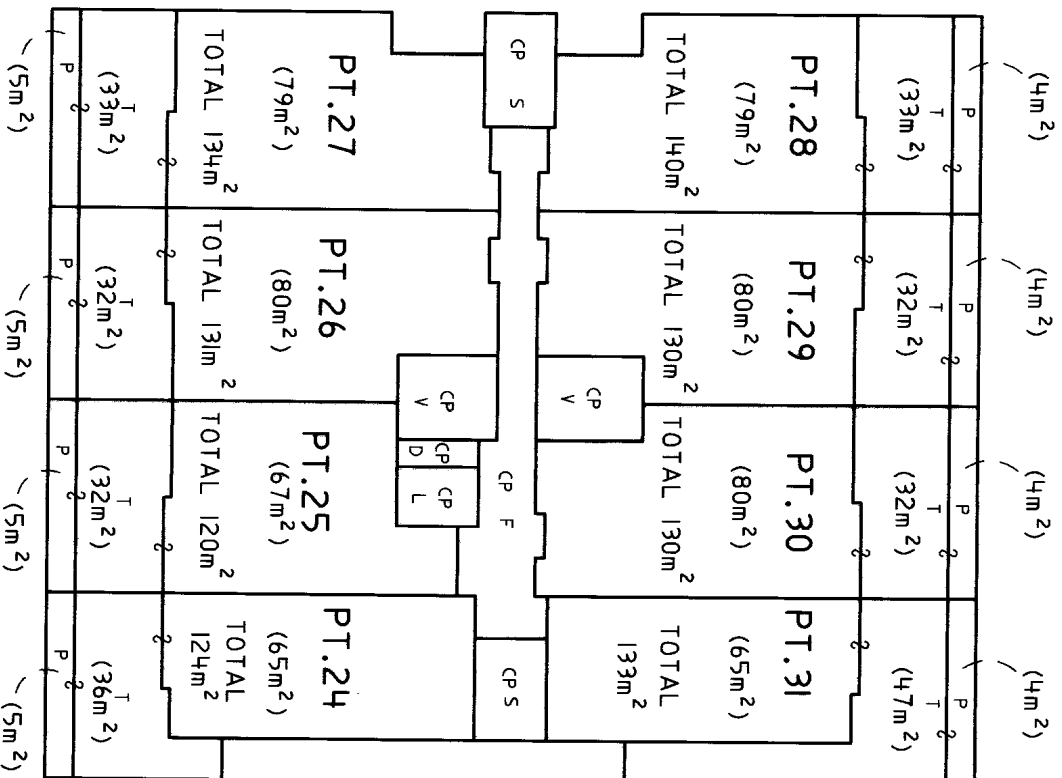 (4m²)
P
T
(33m²)
PT.28
(79m²)
TOTAL 140m²
(4m²)
P
T
(32m²)
PT.29
(80m²)
TOTAL 130m²
(4m²)
P
T
(32m²)
PT.30
(80m²)
TOTAL 130m²
(4m²)
P
T
(47m²)
PT.31
(65m²)
TOTAL
133m²
CP
S
CP
V
CP
V
CP
D
CP
L
CP
F
CP S
PT.27
(79m²)
TOTAL 134m²
T
(33m²)
P
(5m²)
PT.26
(80m²)
TOTAL 131m²
T
(32m²)
P
(5m²)
PT.25
(67m²)
TOTAL 120m²
T
(32m²)
P
(5m²)
PT.24
(65m²)
TOTAL
124m²
T
(36m²)
P
(5m²)